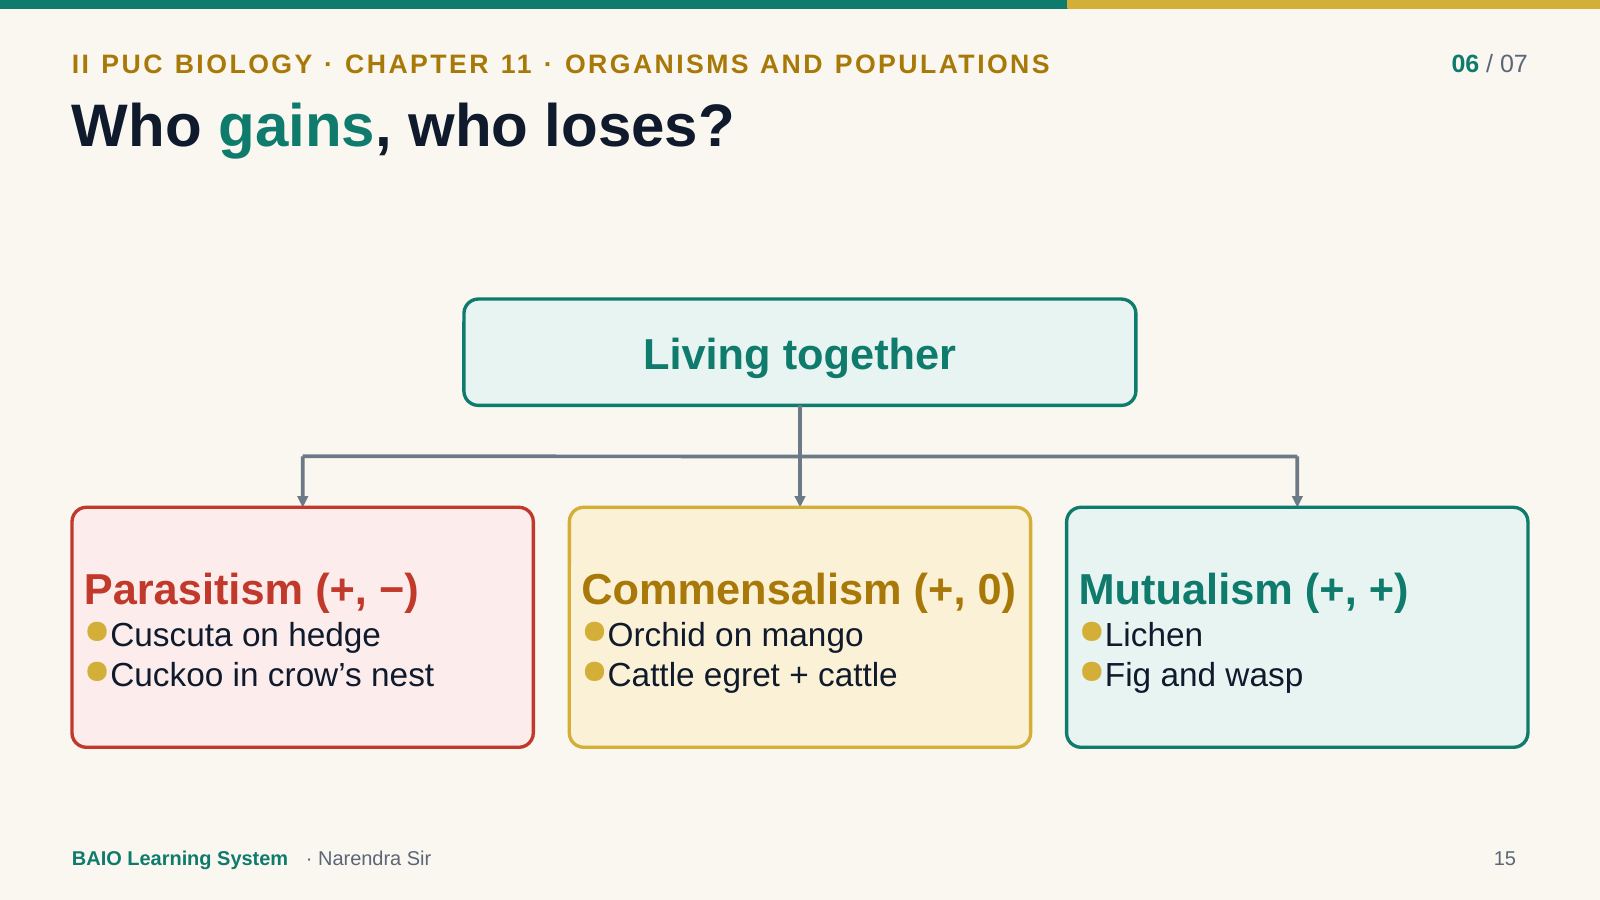 II PUC BIOLOGY · CHAPTER 11 · ORGANISMS AND POPULATIONS
06 / 07
Who gains, who loses?
Living together
Parasitism (+, −)
Cuscuta on hedge
Cuckoo in crow’s nest
Commensalism (+, 0)
Orchid on mango
Cattle egret + cattle
Mutualism (+, +)
Lichen
Fig and wasp
BAIO Learning System · Narendra Sir
15